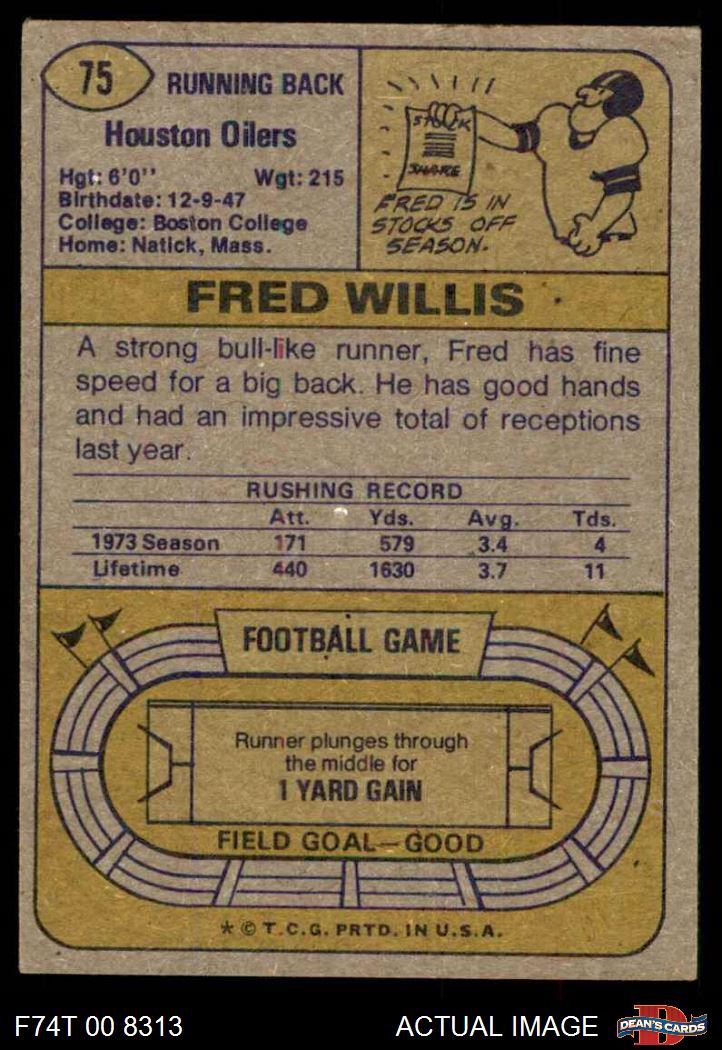 75
RUNNING BACK
Houston Oilers
Hgt: 6'0'' Wgt: 215
Birthdate: 12-9-47
College: Boston College
Home: Natick, Mass.
STOCK
SHARE
FRED IS IN
STOCKS OFF
SEASON.
FRED WILLIS
A strong bull-like runner, Fred has fine
speed for a big back. He has good hands
and had an impressive total of receptions
last year.
RUSHING RECORD
Att. Yds. Avg. Tds.
1973 Season 171 579 3.4 4
Lifetime 440 1630 3.7 11
FOOTBALL GAME
Runner plunges through
the middle for
1 YARD GAIN
FIELD GOAL—GOOD
* © T.C.G. PRTD. IN U.S.A.
F74T 00 8313
ACTUAL IMAGE
D
DEAN'S CARDS